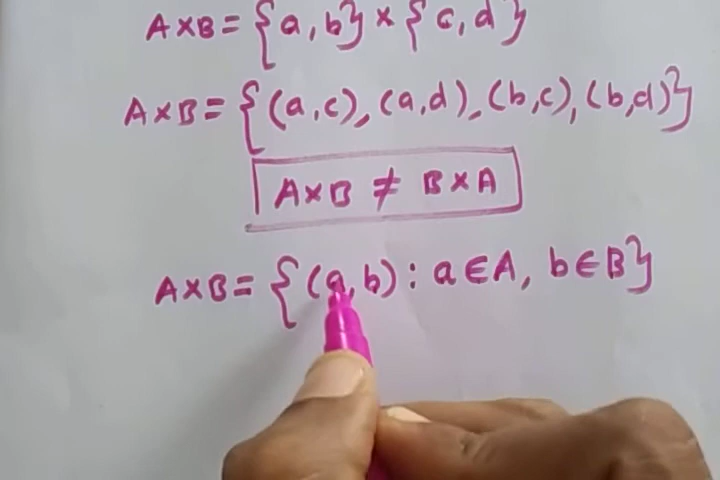 A×B = {a, b} × {c, d}
A×B = {(a,c), (a,d), (b,c), (b,d)}
A×B ≠ B×A
A×B = {(a,b) : a∈A, b∈B}